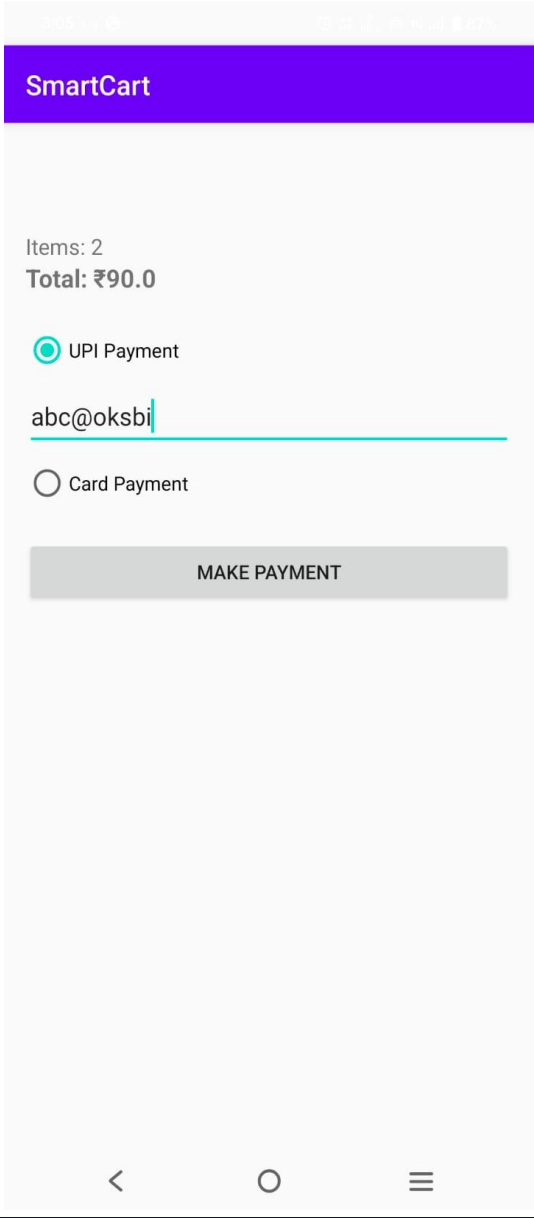 SmartCart
Items: 2
Total: ₹90.0
UPI Payment
abc@oksbi
Card Payment
MAKE PAYMENT